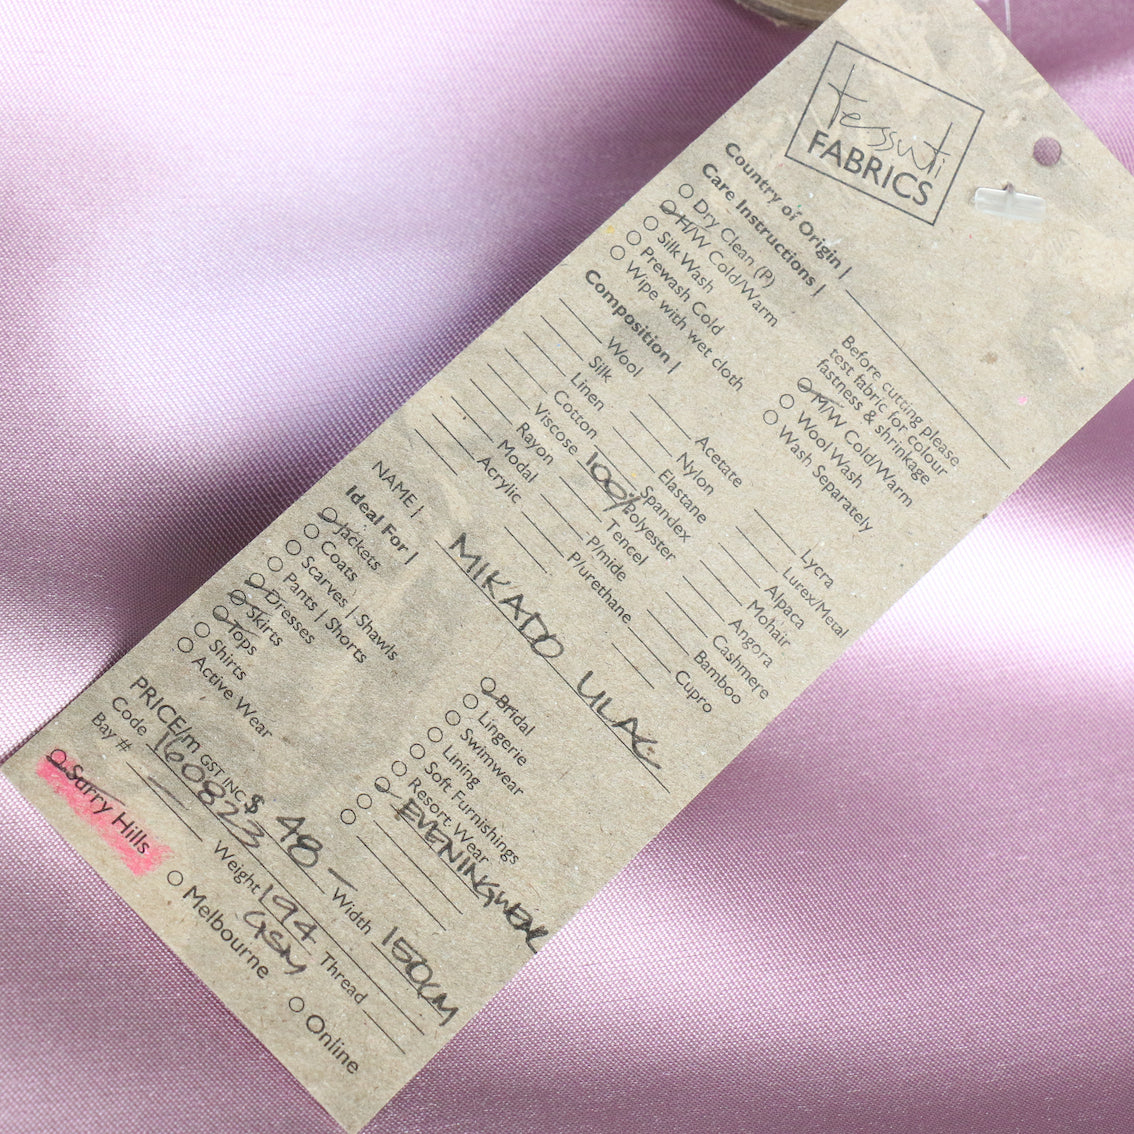 tessuti
FABRICS
Country of Origin |
Care Instructions |
Dry Clean (P)
H/W Cold/Warm
Silk Wash
Prewash Cold
Wipe with wet cloth
Before cutting please
test fabric for colour
fastness & shrinkage
M/W Cold/Warm
Wool Wash
Wash Separately
Composition |
Wool
Silk
Linen
Cotton
Viscose
Rayon
Modal
Acrylic
Acetate
Nylon
Elastane
Spandex
100% Polyester
Tencel
P/mide
P/urethane
Lycra
Lurex/Metal
Alpaca
Mohair
Angora
Cashmere
Bamboo
Cupro
NAME | MIKADO LILAC
Ideal For |
Jackets
Coats
Scarves | Shawls
Pants | Shorts
Dresses
Skirts
Tops
Shirts
Active Wear
Bridal
Lingerie
Swimwear
Lining
Soft Furnishings
Resort Wear
EVENINGWEAR
PRICE/m GST INC $ 48 — Width 150CM
Code 160823 Weight 194 GSM Thread
Bay #
Surry Hills Melbourne Online